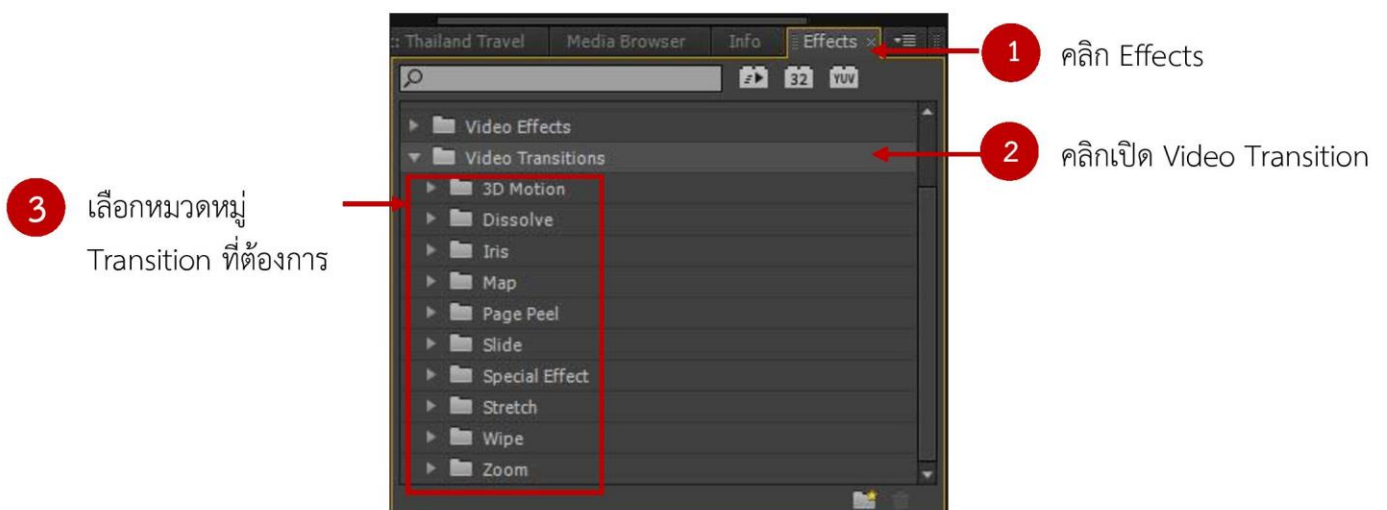 : Thailand Travel Media Browser Info Effects ×
1 คลิก Effects
32 YUV
Video Effects
2 คลิกเปิด Video Transition
Video Transitions
3 เลือกหมวดหมู่
Transition ที่ต้องการ
3D Motion
Dissolve
Iris
Map
Page Peel
Slide
Special Effect
Stretch
Wipe
Zoom